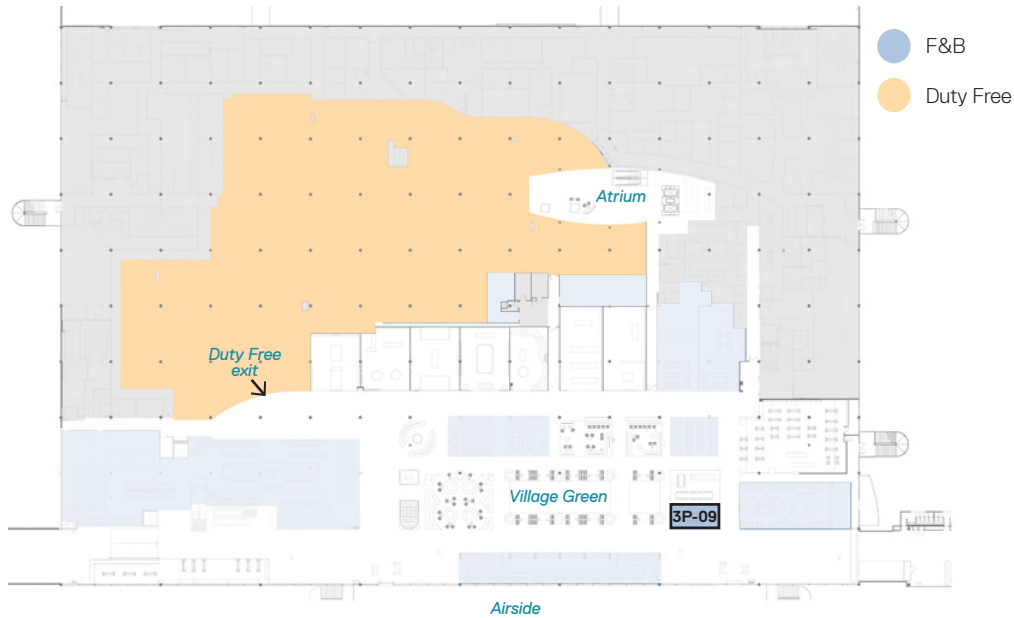 F&B
Duty Free
Atrium
Duty Free
exit
Village Green
3P-09
Airside